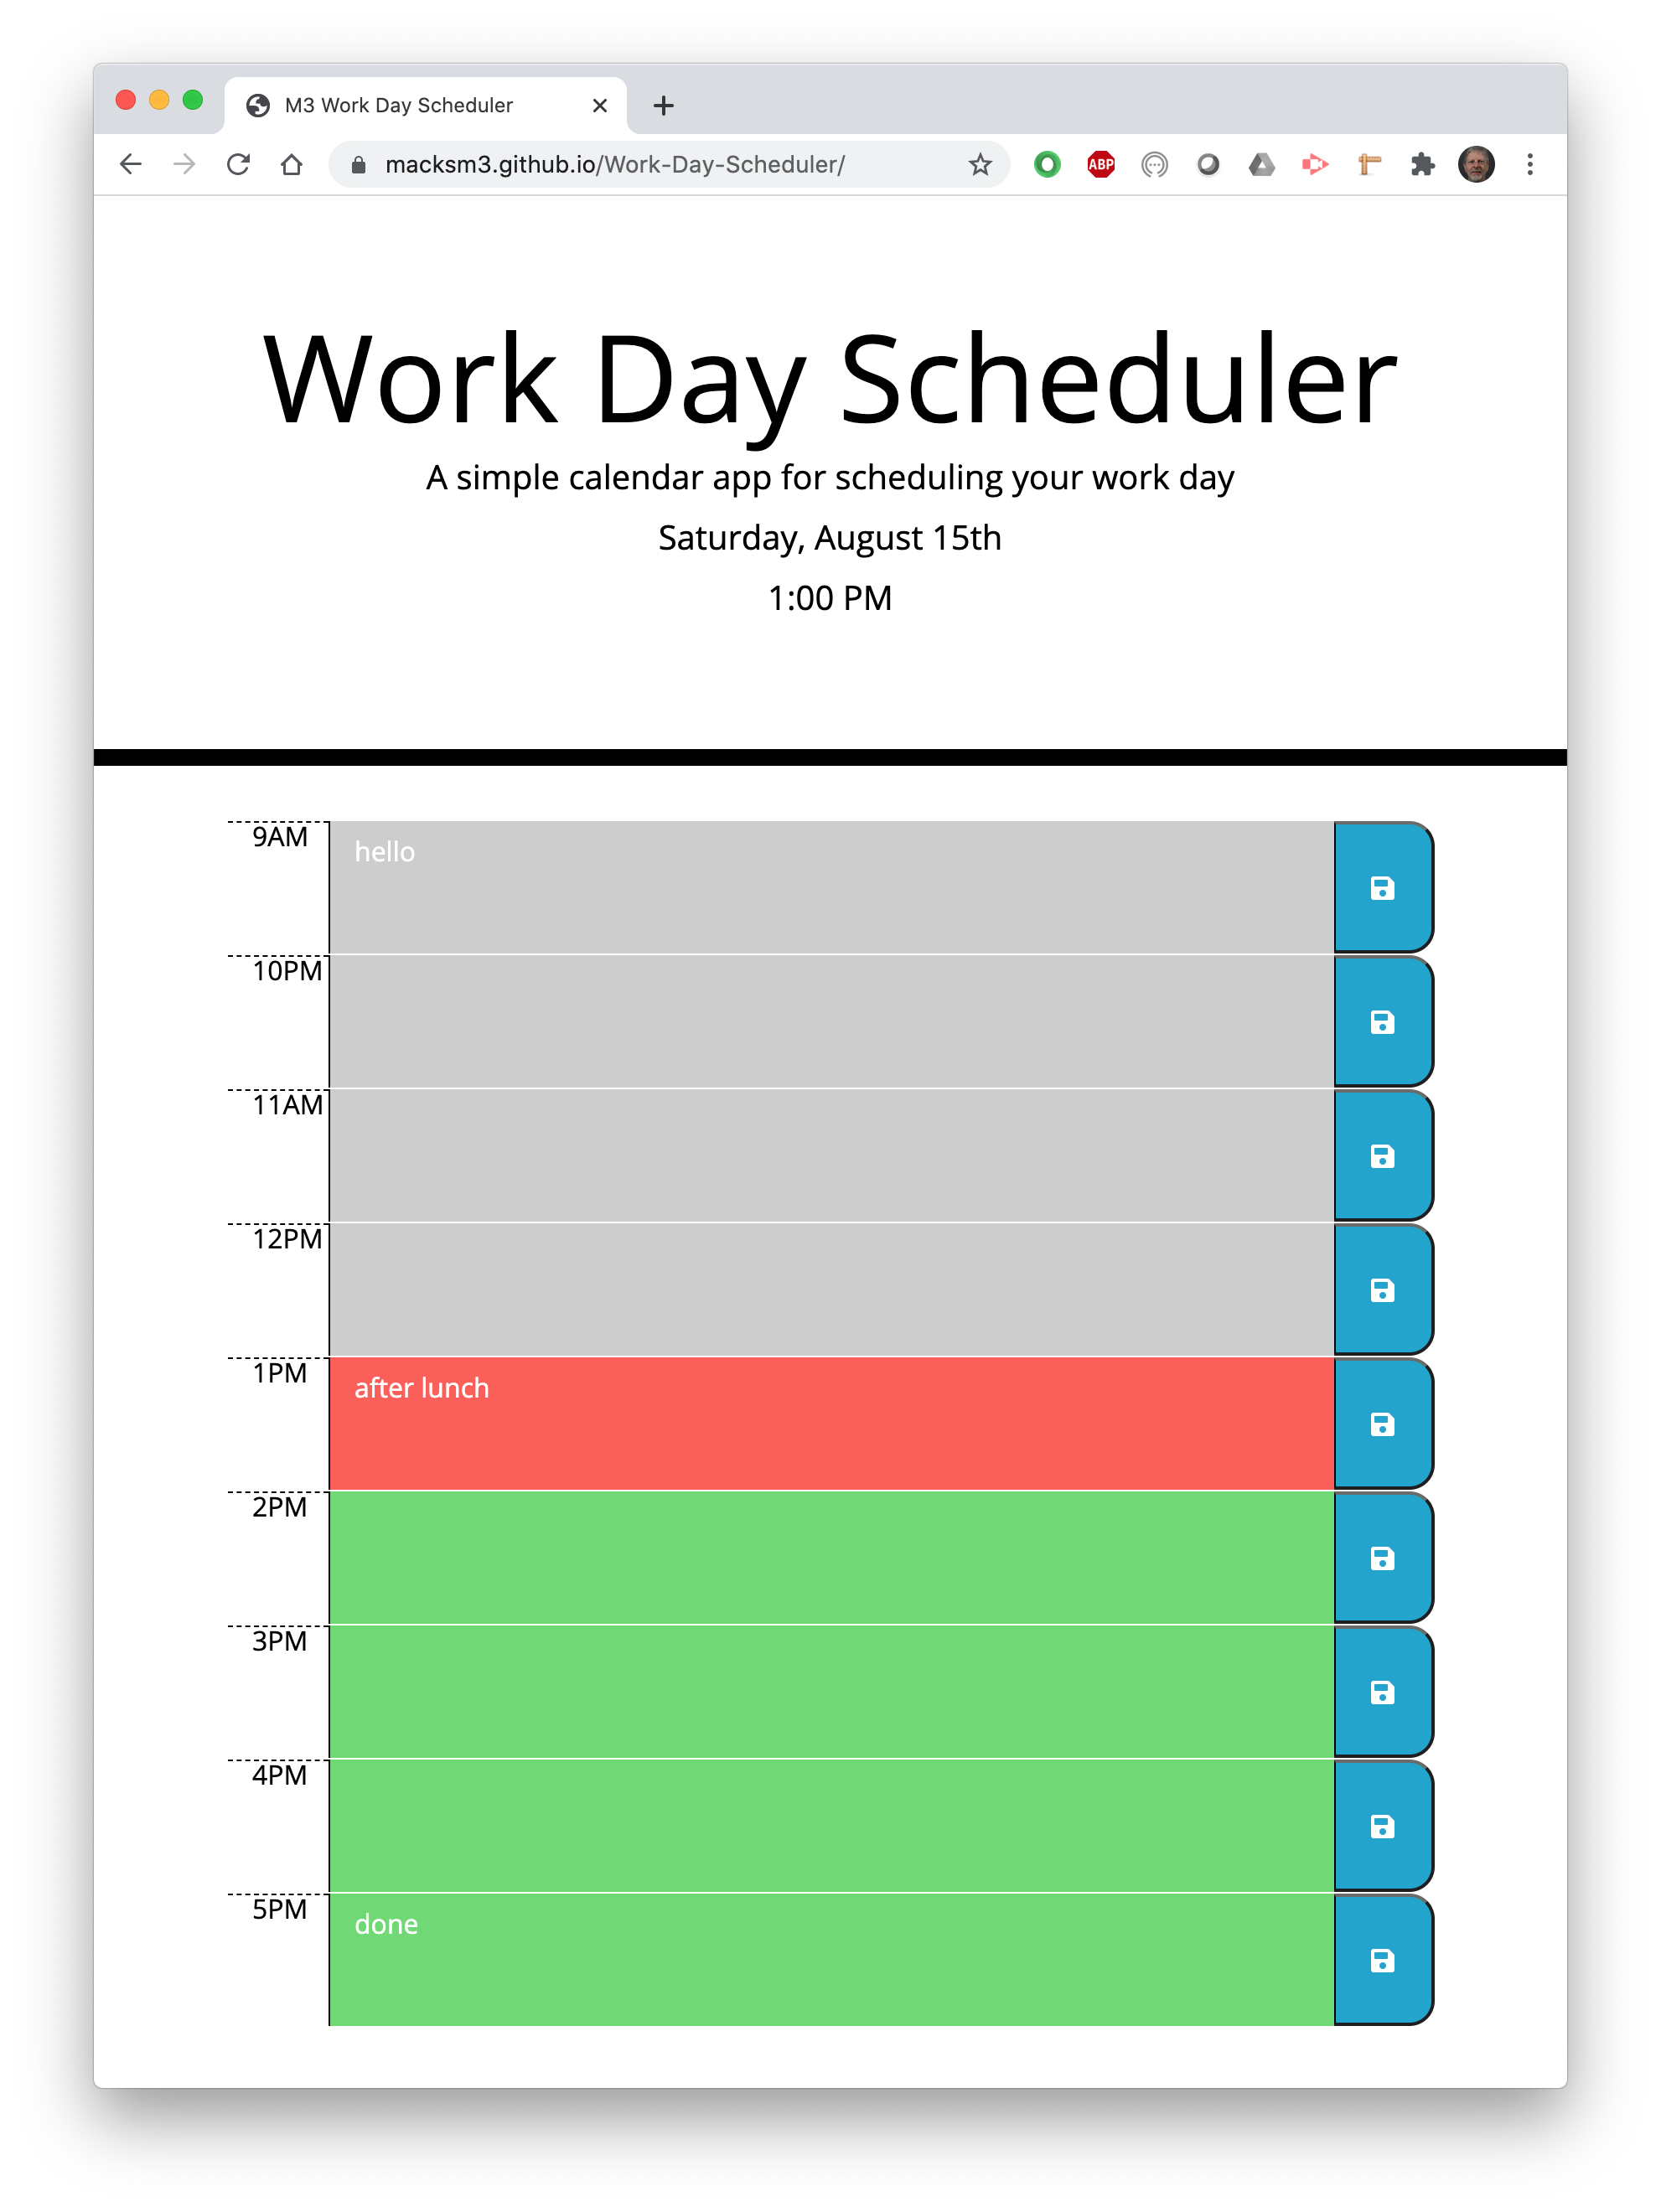 M3 Work Day Scheduler
macksm3.github.io/Work-Day-Scheduler/
ABP
Work Day Scheduler
A simple calendar app for scheduling your work day
Saturday, August 15th
1:00 PM
9AM hello
10PM
11AM
12PM
1PM after lunch
2PM
3PM
4PM
5PM done